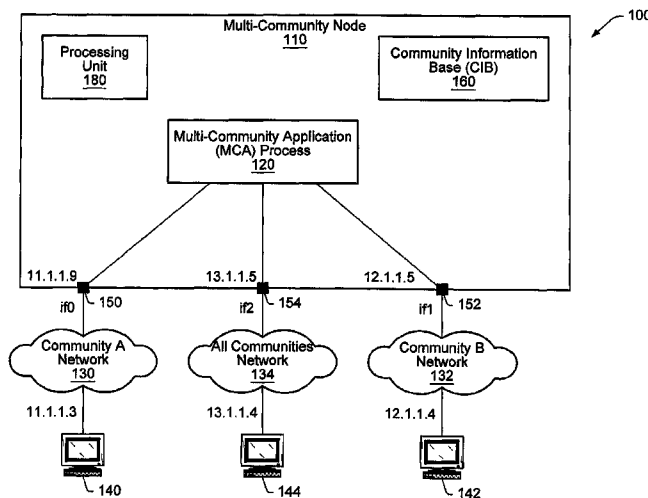 100
Multi-Community Node
110
Processing
Unit
180
Community Information
Base (CIB)
160
Multi-Community Application
(MCA) Process
120
11.1.1.9
13.1.1.5
12.1.1.5
150
154
152
if0
if2
if1
Community A
Network
130
All Communities
Network
134
Community B
Network
132
11.1.1.3
13.1.1.4
12.1.1.4
140
144
142